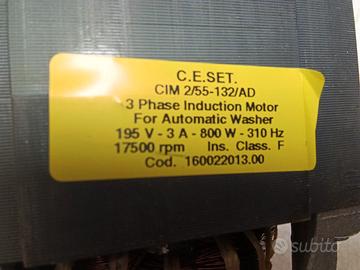 C.E.SET.
CIM 2/55-132/AD
3 Phase Induction Motor
For Automatic Washer
195 V - 3 A - 800 W - 310 Hz
17500 rpm Ins. Class. F
Cod. 160022013.00
subito